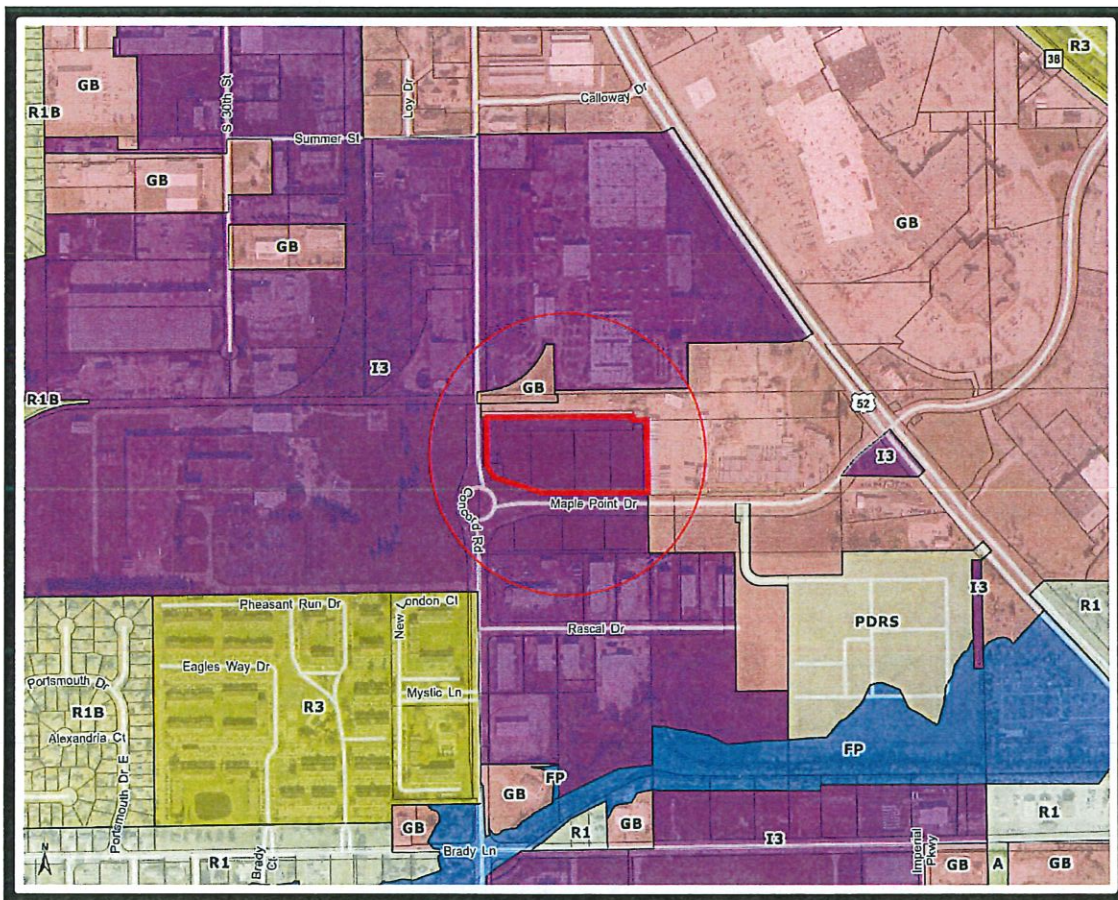 R3
38
GB
S 30th St
Loy Dr
Calloway Dr
R1B
Summer St
GB
GB
GB
I3
GB
R1B
52
I3
Concord Rd
Maple Point Dr
New London Ct
Pheasant Run Dr
I3
R1
Rascal Dr
PDRS
Eagles Way Dr
Portsmouth Dr
Mystic Ln
R3
R1B
Alexandria Ct
Portsmouth Dr E
FP
GB
FP
GB
R1
GB
R1
I3
Brady Ln
R1
Brady Ct
Imperial Pkwy
GB
A
GB
N